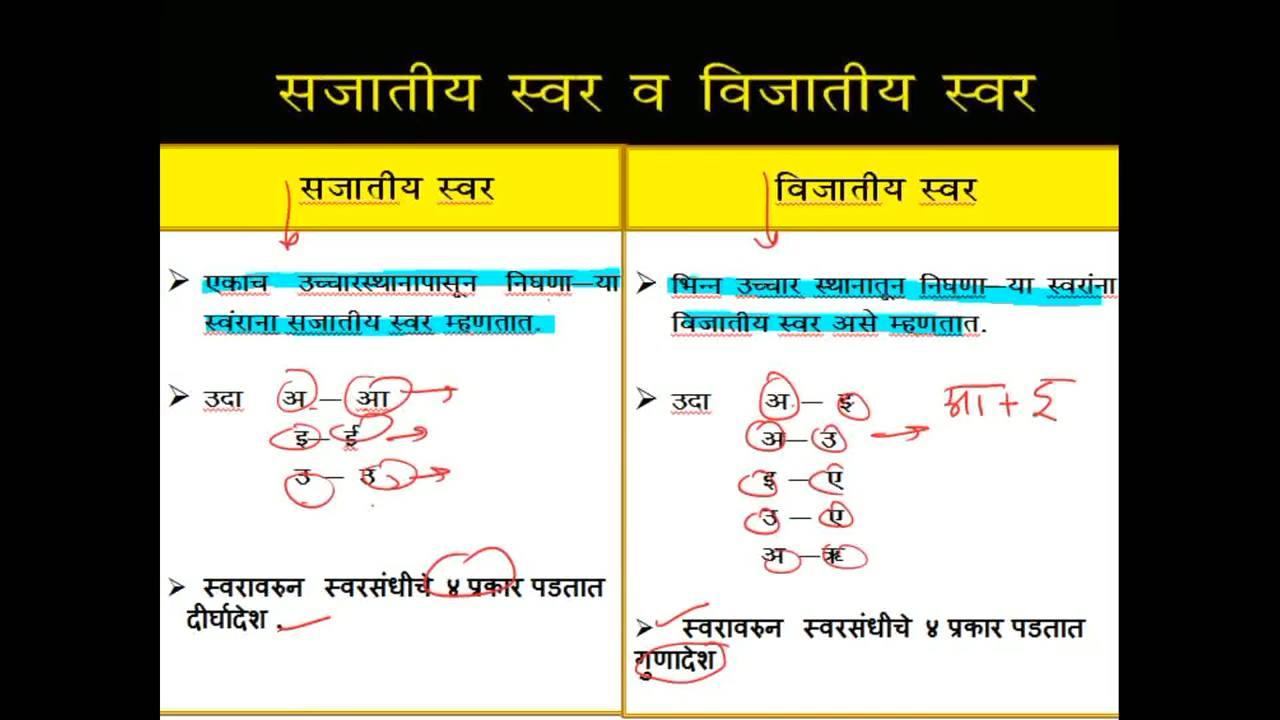 सजातीय स्वर व विजातीय स्वर
सजातीय स्वर
एकाच उच्चारस्थानापासून निघणा–या
स्वंराना सजातीय स्वर म्हणतात.
उदा अ – आ
इ– ई
उ – उ
स्वरावरुन स्वरसंधीचे ४ प्रकार पडतात
दीर्घादेश .
विजातीय स्वर
भिन्न उच्चार स्थानातून निघणा–या स्वरांना
विजातीय स्वर असे म्हणतात.
उदा अ – इ
आ + ई
अ – उ
इ – ए
उ – ए
अ –ऋ
स्वरावरुन स्वरसंधीचे ४ प्रकार पडतात
गुणादेश